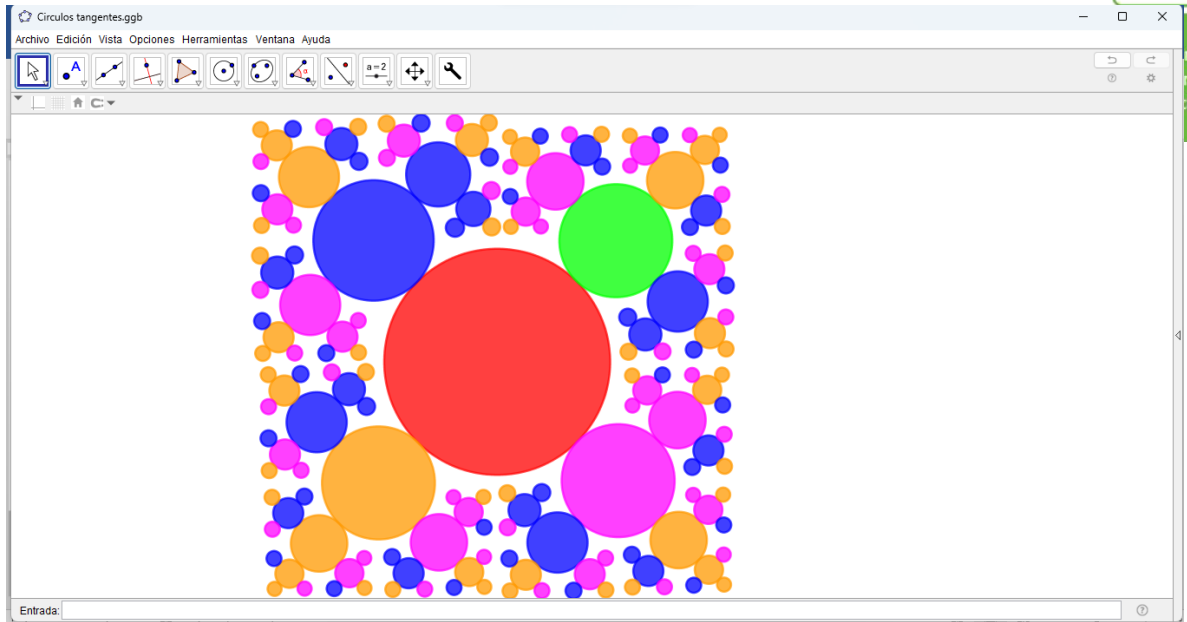 Circulos tangentes.ggb
Archivo Edición Vista Opciones Herramientas Ventana Ayuda
A
α
a=2
Entrada: